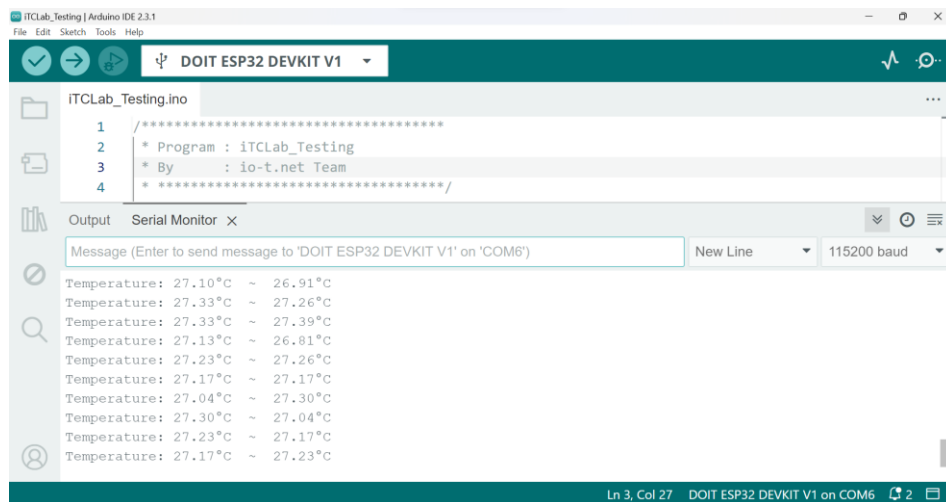 iTCLab_Testing | Arduino IDE 2.3.1
File Edit Sketch Tools Help
DOIT ESP32 DEVKIT V1
iTCLab_Testing.ino
1 /*************************************
2 * Program : iTCLab_Testing
3 * By : io-t.net Team
4 * ***********************************/
Output Serial Monitor
Message (Enter to send message to 'DOIT ESP32 DEVKIT V1' on 'COM6') New Line 115200 baud
Temperature: 27.10°C ~ 26.91°C
Temperature: 27.33°C ~ 27.26°C
Temperature: 27.33°C ~ 27.39°C
Temperature: 27.13°C ~ 26.81°C
Temperature: 27.23°C ~ 27.26°C
Temperature: 27.17°C ~ 27.17°C
Temperature: 27.04°C ~ 27.30°C
Temperature: 27.30°C ~ 27.04°C
Temperature: 27.23°C ~ 27.17°C
Temperature: 27.17°C ~ 27.23°C
Ln 3, Col 27 DOIT ESP32 DEVKIT V1 on COM6 2